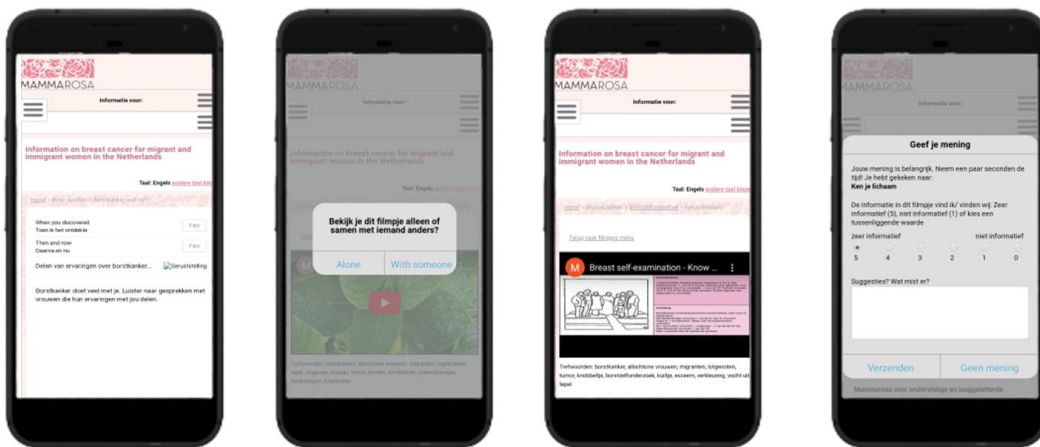 MAMMAROSA
Informatie voor:
Information on breast cancer for migrant and
immigrant women in the Netherlands
Taal: Engels andere taal kiezen
When you discovered
Toen ik het ontdekte
Film
Then and now
Daarna en nu
Film
Delen van ervaringen over borstkanker...
Geruststelling
Borstkanker doet veel met je. Luister naar gesprekken met
vrouwen die hun ervaringen met jou delen.
MAMMAROSA
Informatie voor:
Information on breast cancer for migrant and
immigrant women in the Netherlands
Taal: Engels
Bekijk je dit filmpje alleen of
samen met iemand anders?
Alone
With someone
Trefwoorden: borstkanker, allochtone vrouwen, migranten,
MAMMAROSA
Informatie voor:
Information on breast cancer for migrant and
immigrant women in the Netherlands
Taal: Engels andere taal kiezen
Terug naar filmpjes menu
M
Breast self-examination - Know ...
Trefwoorden: borstkanker, allochtone vrouwen, migranten, lotgenoten,
tumor, knobbeltje, borstzelfonderzoek, kuiltje, exceem, verkleuring, vocht uit
tepel
MAMMAROSA
Informatie voor:
Geef je mening
Jouw mening is belangrijk. Neem een paar seconden de
tijd! Je hebt gekeken naar:
Ken je lichaam
De informatie in dit filmpje vind ik/ vinden wij: Zeer
informatief (5), niet informatief (1) of kies een
tussenliggende waarde
zeer informatief
niet informatief
5 4 3 2 1 0
Suggesties? Wat mist er?
Verzenden
Geen mening
Mammarosa voor anderstalige en laaggeletterde